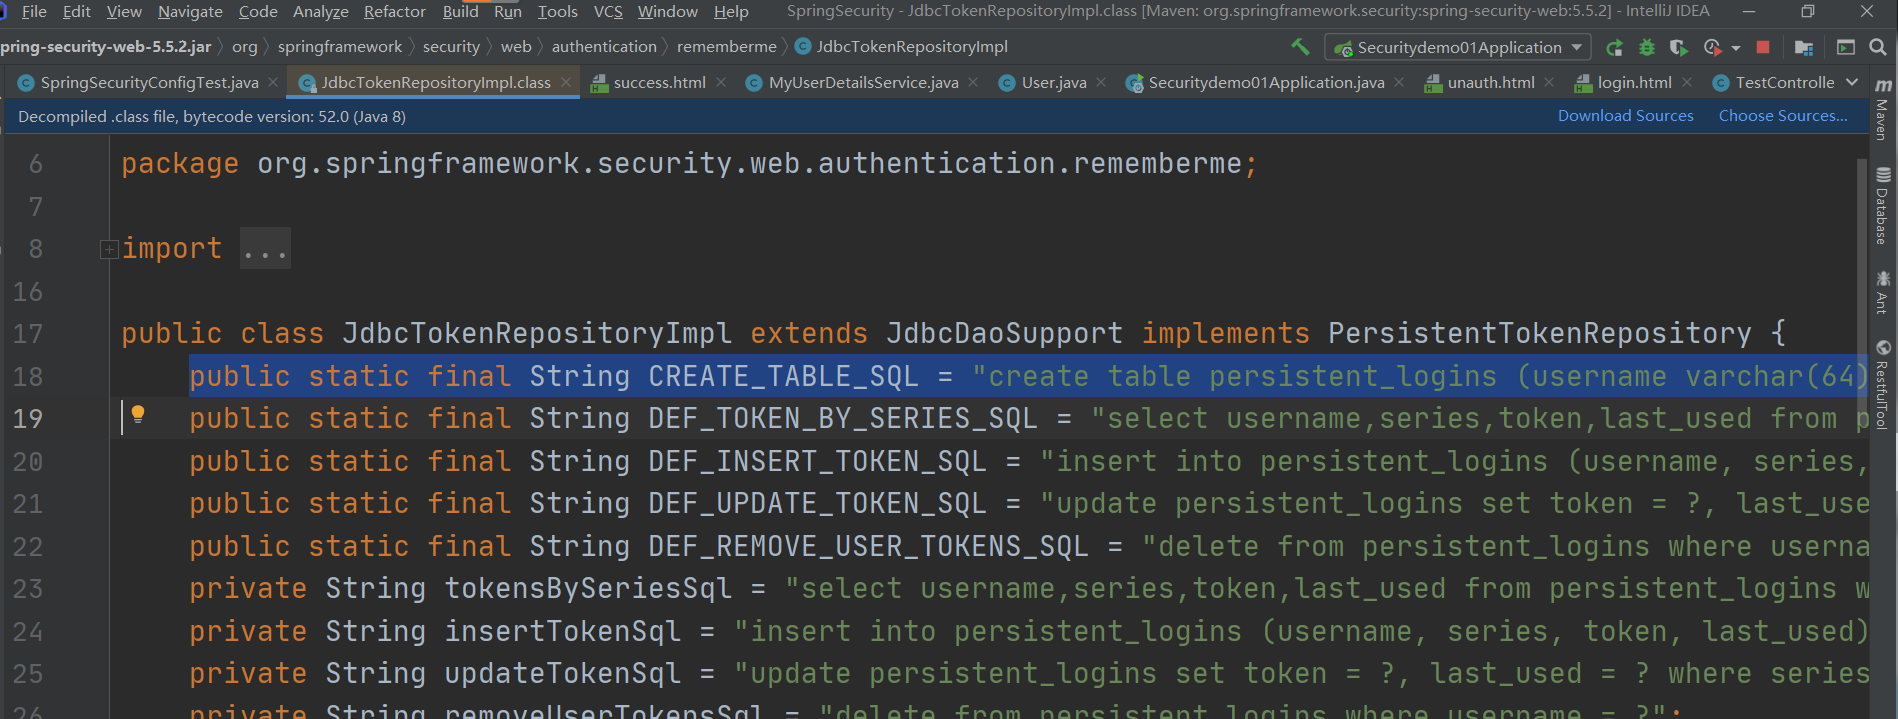 File Edit View Navigate Code Analyze Refactor Build Run Tools VCS Window Help SpringSecurity - JdbcTokenRepositoryImpl.class [Maven: org.springframework.security:spring-security-web:5.5.2] - IntelliJ IDEA
pring-security-web-5.5.2.jar org springframework security web authentication rememberme JdbcTokenRepositoryImpl Securitydemo01Application
SpringSecurityConfigTest.java JdbcTokenRepositoryImpl.class success.html MyUserDetailsService.java User.java Securitydemo01Application.java unauth.html login.html TestControlle
Decompiled .class file, bytecode version: 52.0 (Java 8) Download Sources Choose Sources...
6 package org.springframework.security.web.authentication.rememberme;
7
8 import ...
16
17 public class JdbcTokenRepositoryImpl extends JdbcDaoSupport implements PersistentTokenRepository {
18 public static final String CREATE_TABLE_SQL = "create table persistent_logins (username varchar(64)
19 public static final String DEF_TOKEN_BY_SERIES_SQL = "select username,series,token,last_used from p
20 public static final String DEF_INSERT_TOKEN_SQL = "insert into persistent_logins (username, series,
21 public static final String DEF_UPDATE_TOKEN_SQL = "update persistent_logins set token = ?, last_use
22 public static final String DEF_REMOVE_USER_TOKENS_SQL = "delete from persistent_logins where userna
23 private String tokensBySeriesSql = "select username,series,token,last_used from persistent_logins w
24 private String insertTokenSql = "insert into persistent_logins (username, series, token, last_used)
25 private String updateTokenSql = "update persistent_logins set token = ?, last_used = ? where series
26 private String removeUserTokensSql = "delete from persistent_logins where username = ?";
m Maven
Database
Ant
RestfulTool